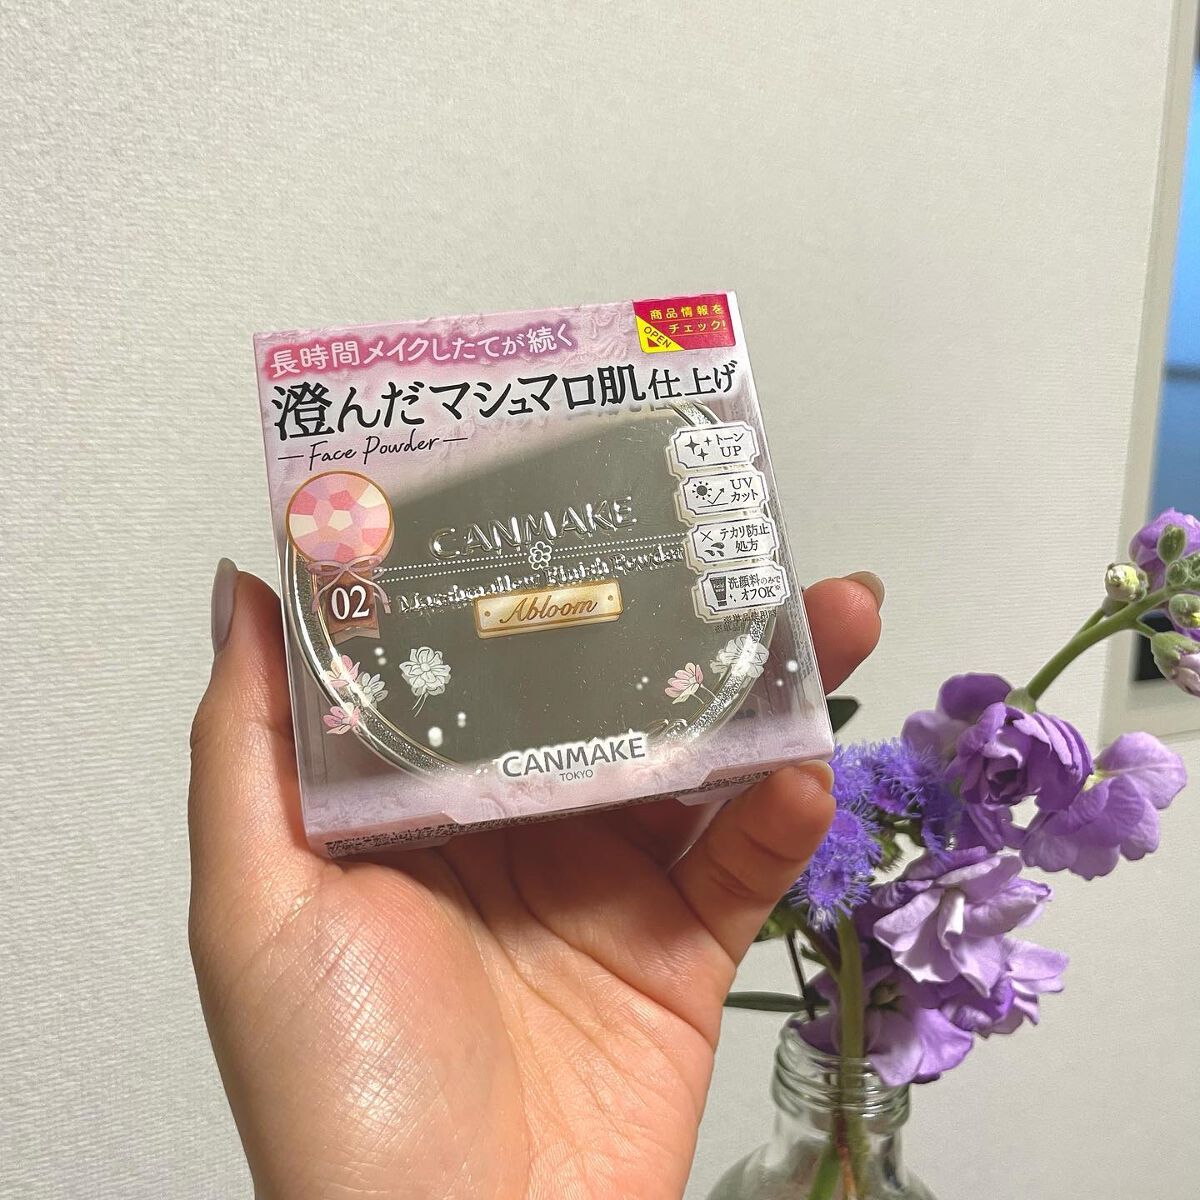 商品情報を
チェック!
OPEN
長時間メイクしたてが続く
澄んだマシュマロ肌仕上げ
Face Powder
トーン
UP
UV
カット
テカリ防止
処方
洗顔料のみで
オフOK※
CANMAKE
Marshmallow Finish Powder
Abloom
02
CANMAKE
TOKYO